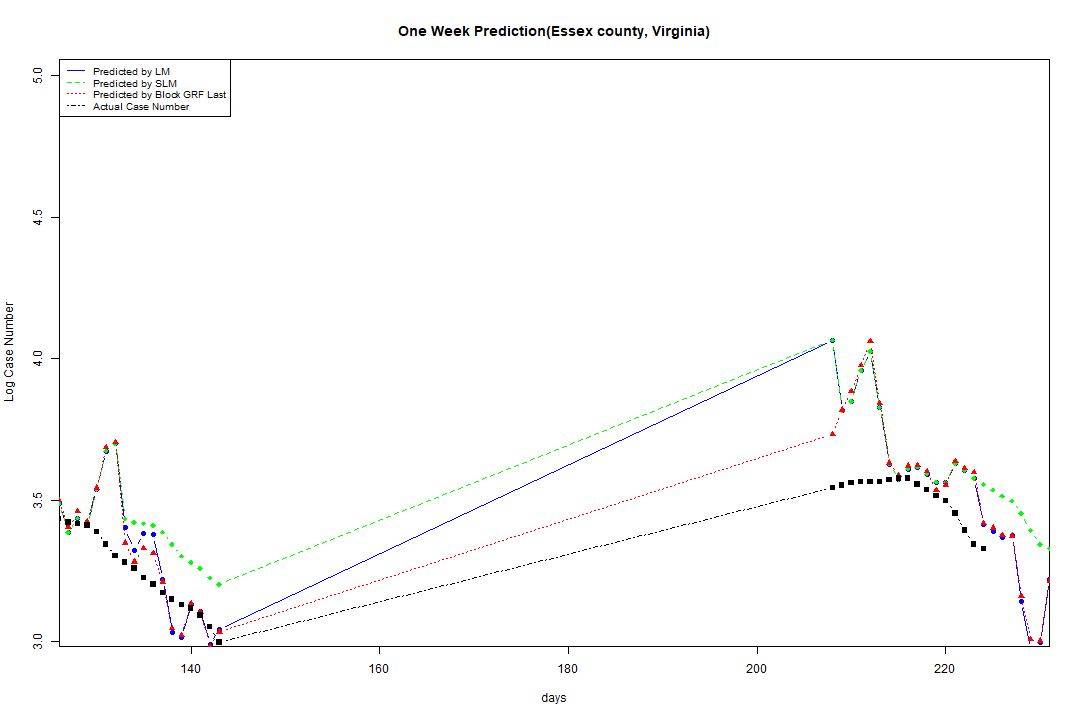 One Week Prediction(Essex county, Virginia)
Predicted by LM
Predicted by SLM
Predicted by Block GRF Last
Actual Case Number
5.0
4.5
4.0
3.5
3.0
Log Case Number
140 160 180 200 220
days